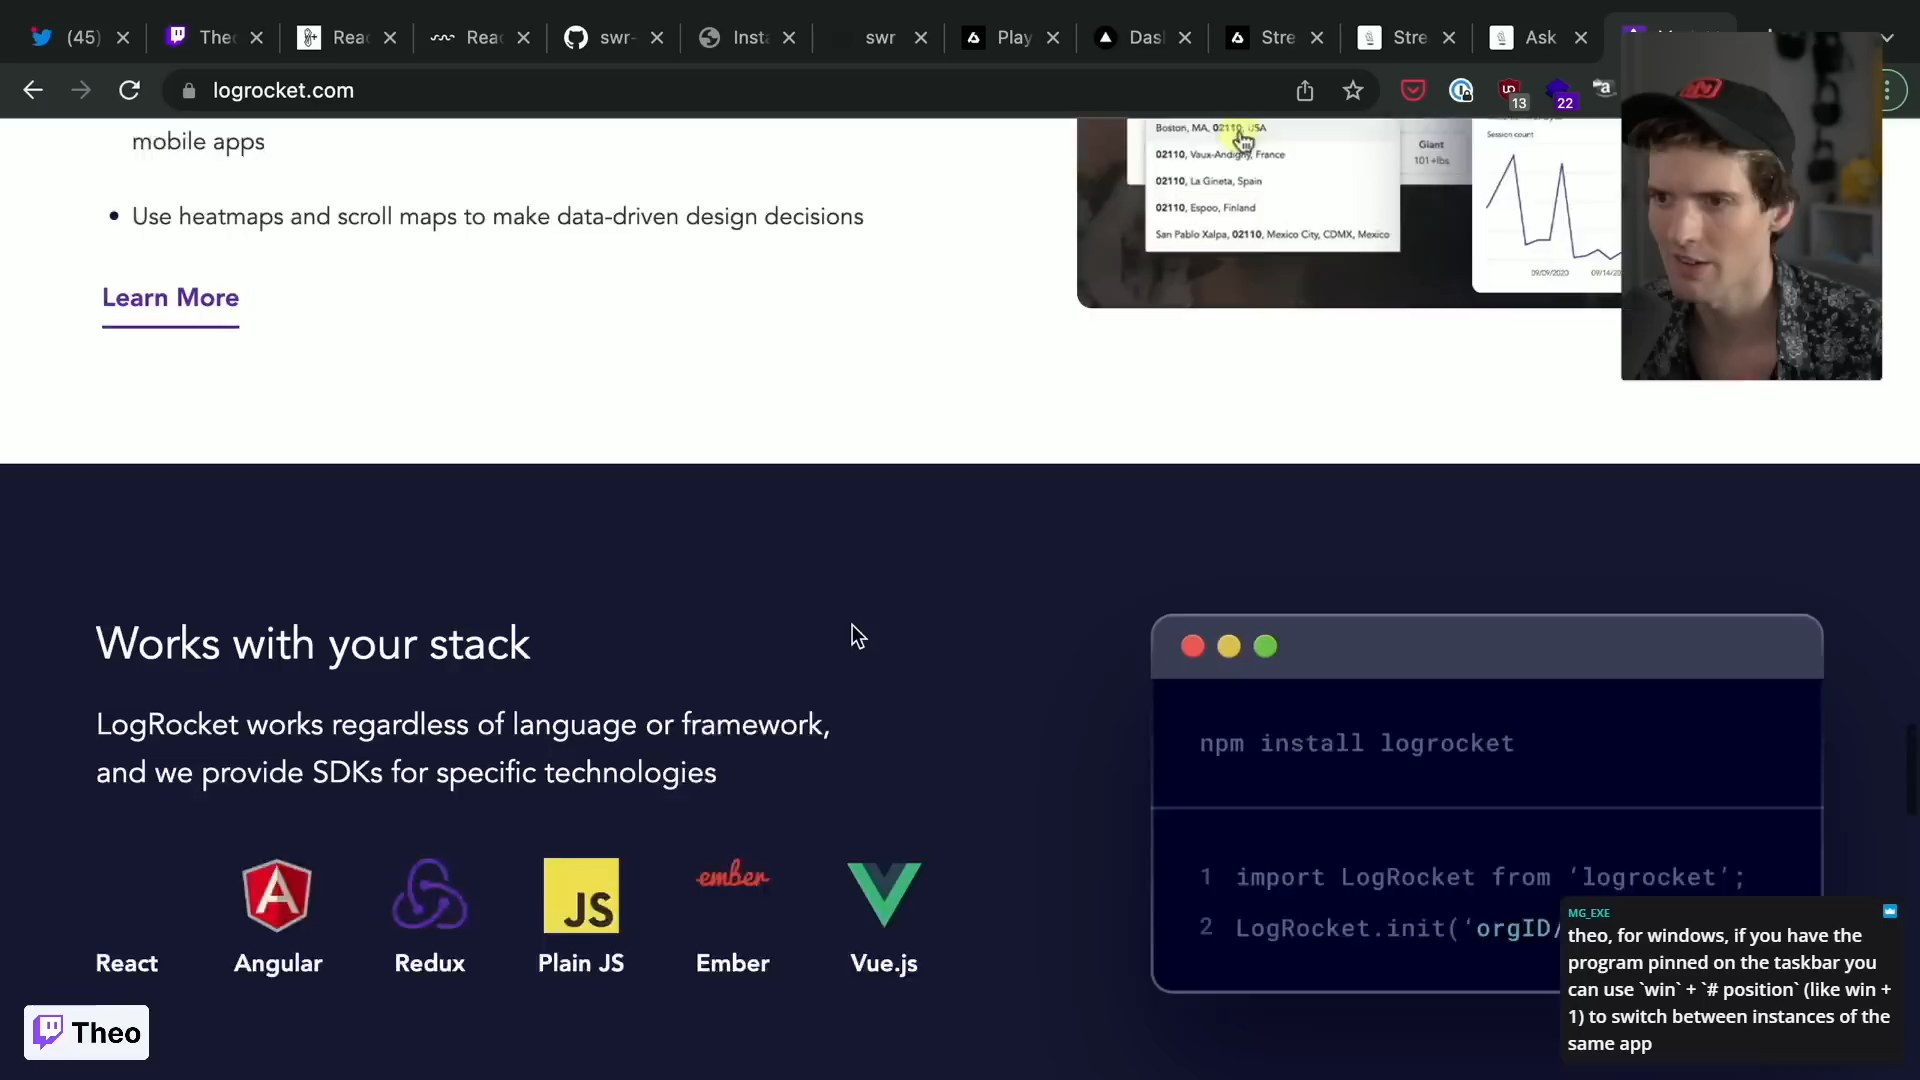 (45)
The
Rea
Rea
swr-
Insta
swr
Play
Das
Stre
Stre
Ask
logrocket.com
13
22
mobile apps
Use heatmaps and scroll maps to make data-driven design decisions
Learn More
Boston, MA, 02110, USA
02110, Vaux-Andigny, France
02110, La Gineta, Spain
02110, Espoo, Finland
San Pablo Xalpa, 02110, Mexico City, CDMX, Mexico
Giant
101+lbs
Session count
09/09/2020
Works with your stack
LogRocket works regardless of language or framework,
and we provide SDKs for specific technologies
JS
ember
React
Angular
Redux
Plain JS
Ember
Vue.js
npm install logrocket
1 import LogRocket from ‘logrocket’;
2 LogRocket.init(‘orgID/
MG_EXE
theo, for windows, if you have the
program pinned on the taskbar you
can use `win` + `# position` (like win +
1) to switch between instances of the
same app
Theo